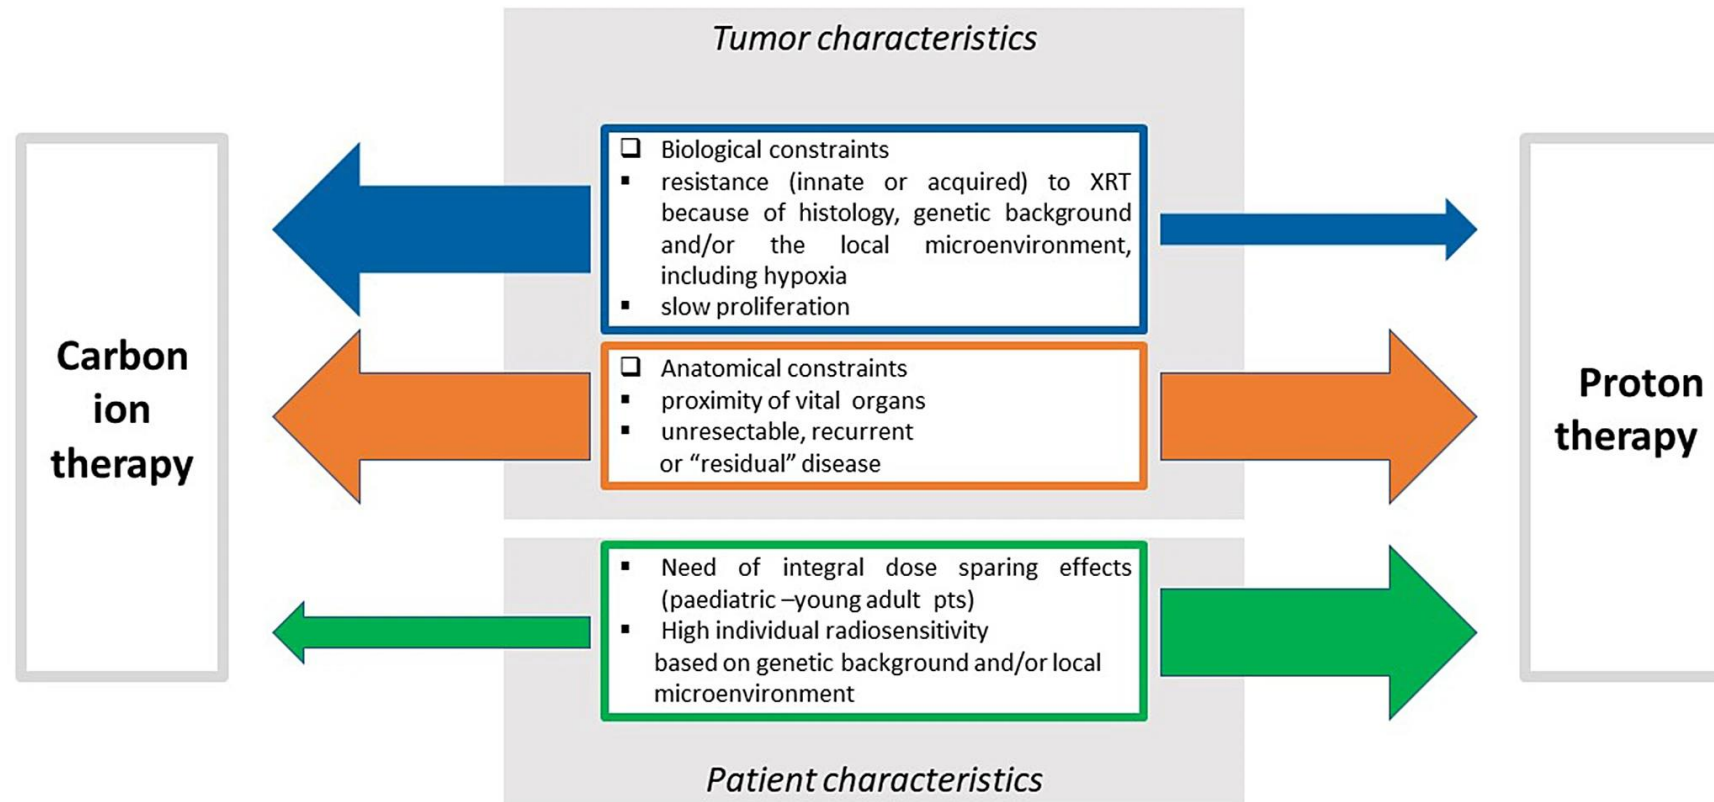 Tumor characteristics
❑ Biological constraints
▪ resistance (innate or acquired) to XRT
because of histology, genetic background
and/or the local microenvironment,
including hypoxia
▪ slow proliferation
Carbon
ion
therapy
❑ Anatomical constraints
▪ proximity of vital organs
▪ unresectable, recurrent
or “residual” disease
Proton
therapy
▪ Need of integral dose sparing effects
(paediatric –young adult pts)
▪ High individual radiosensitivity
based on genetic background and/or local
microenvironment
Patient characteristics